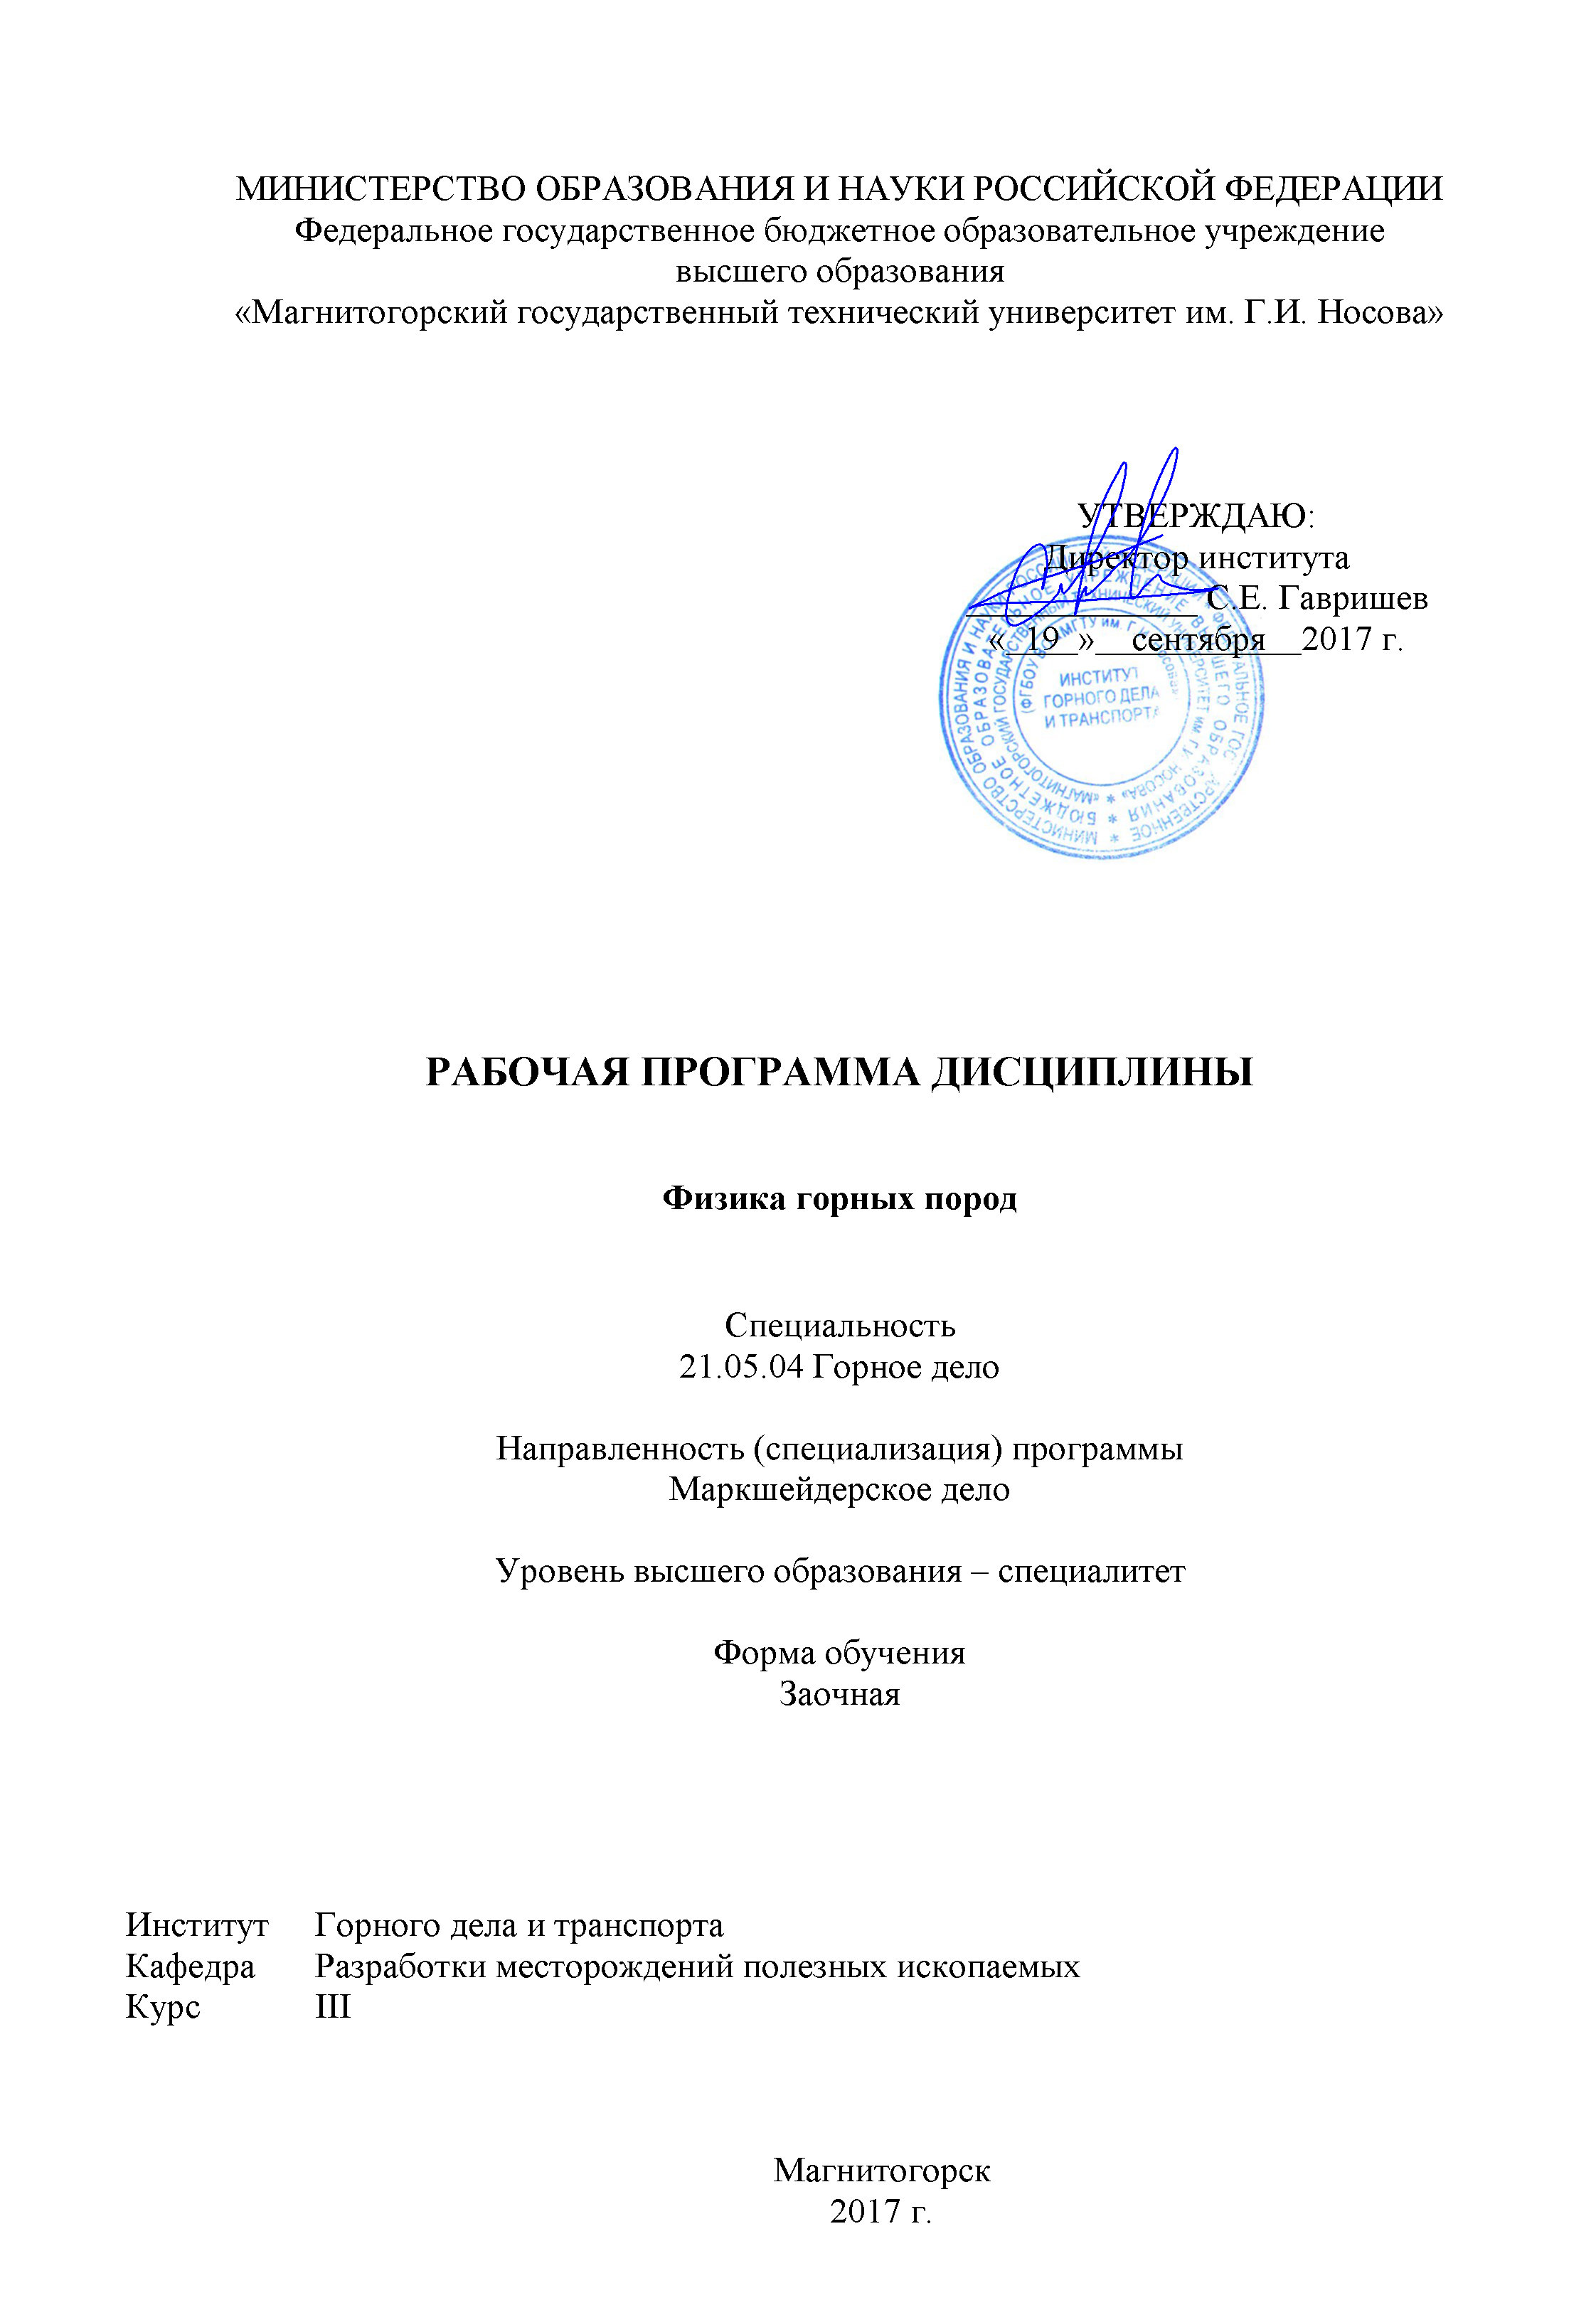 МИНИСТЕРСТВО ОБРАЗОВАНИЯ И НАУКИ РОССИЙСКОЙ ФЕДЕРАЦИИ
Федеральное государственное бюджетное образовательное учреждение
высшего образования
«Магнитогорский государственный технический университет им. Г.И. Носова»
УТВЕРЖДАЮ:
Директор института
С.Е. Гавришев
«__19__»__сентября__2017 г.
ИНСТИТУТ
ГОРНОГО ДЕЛА
И ТРАНСПОРТА
РАБОЧАЯ ПРОГРАММА ДИСЦИПЛИНЫ
Физика горных пород
Специальность
21.05.04 Горное дело
Направленность (специализация) программы
Маркшейдерское дело
Уровень высшего образования – специалитет
Форма обучения
Заочная
Институт Горного дела и транспорта
Кафедра Разработки месторождений полезных ископаемых
Курс III
Магнитогорск
2017 г.